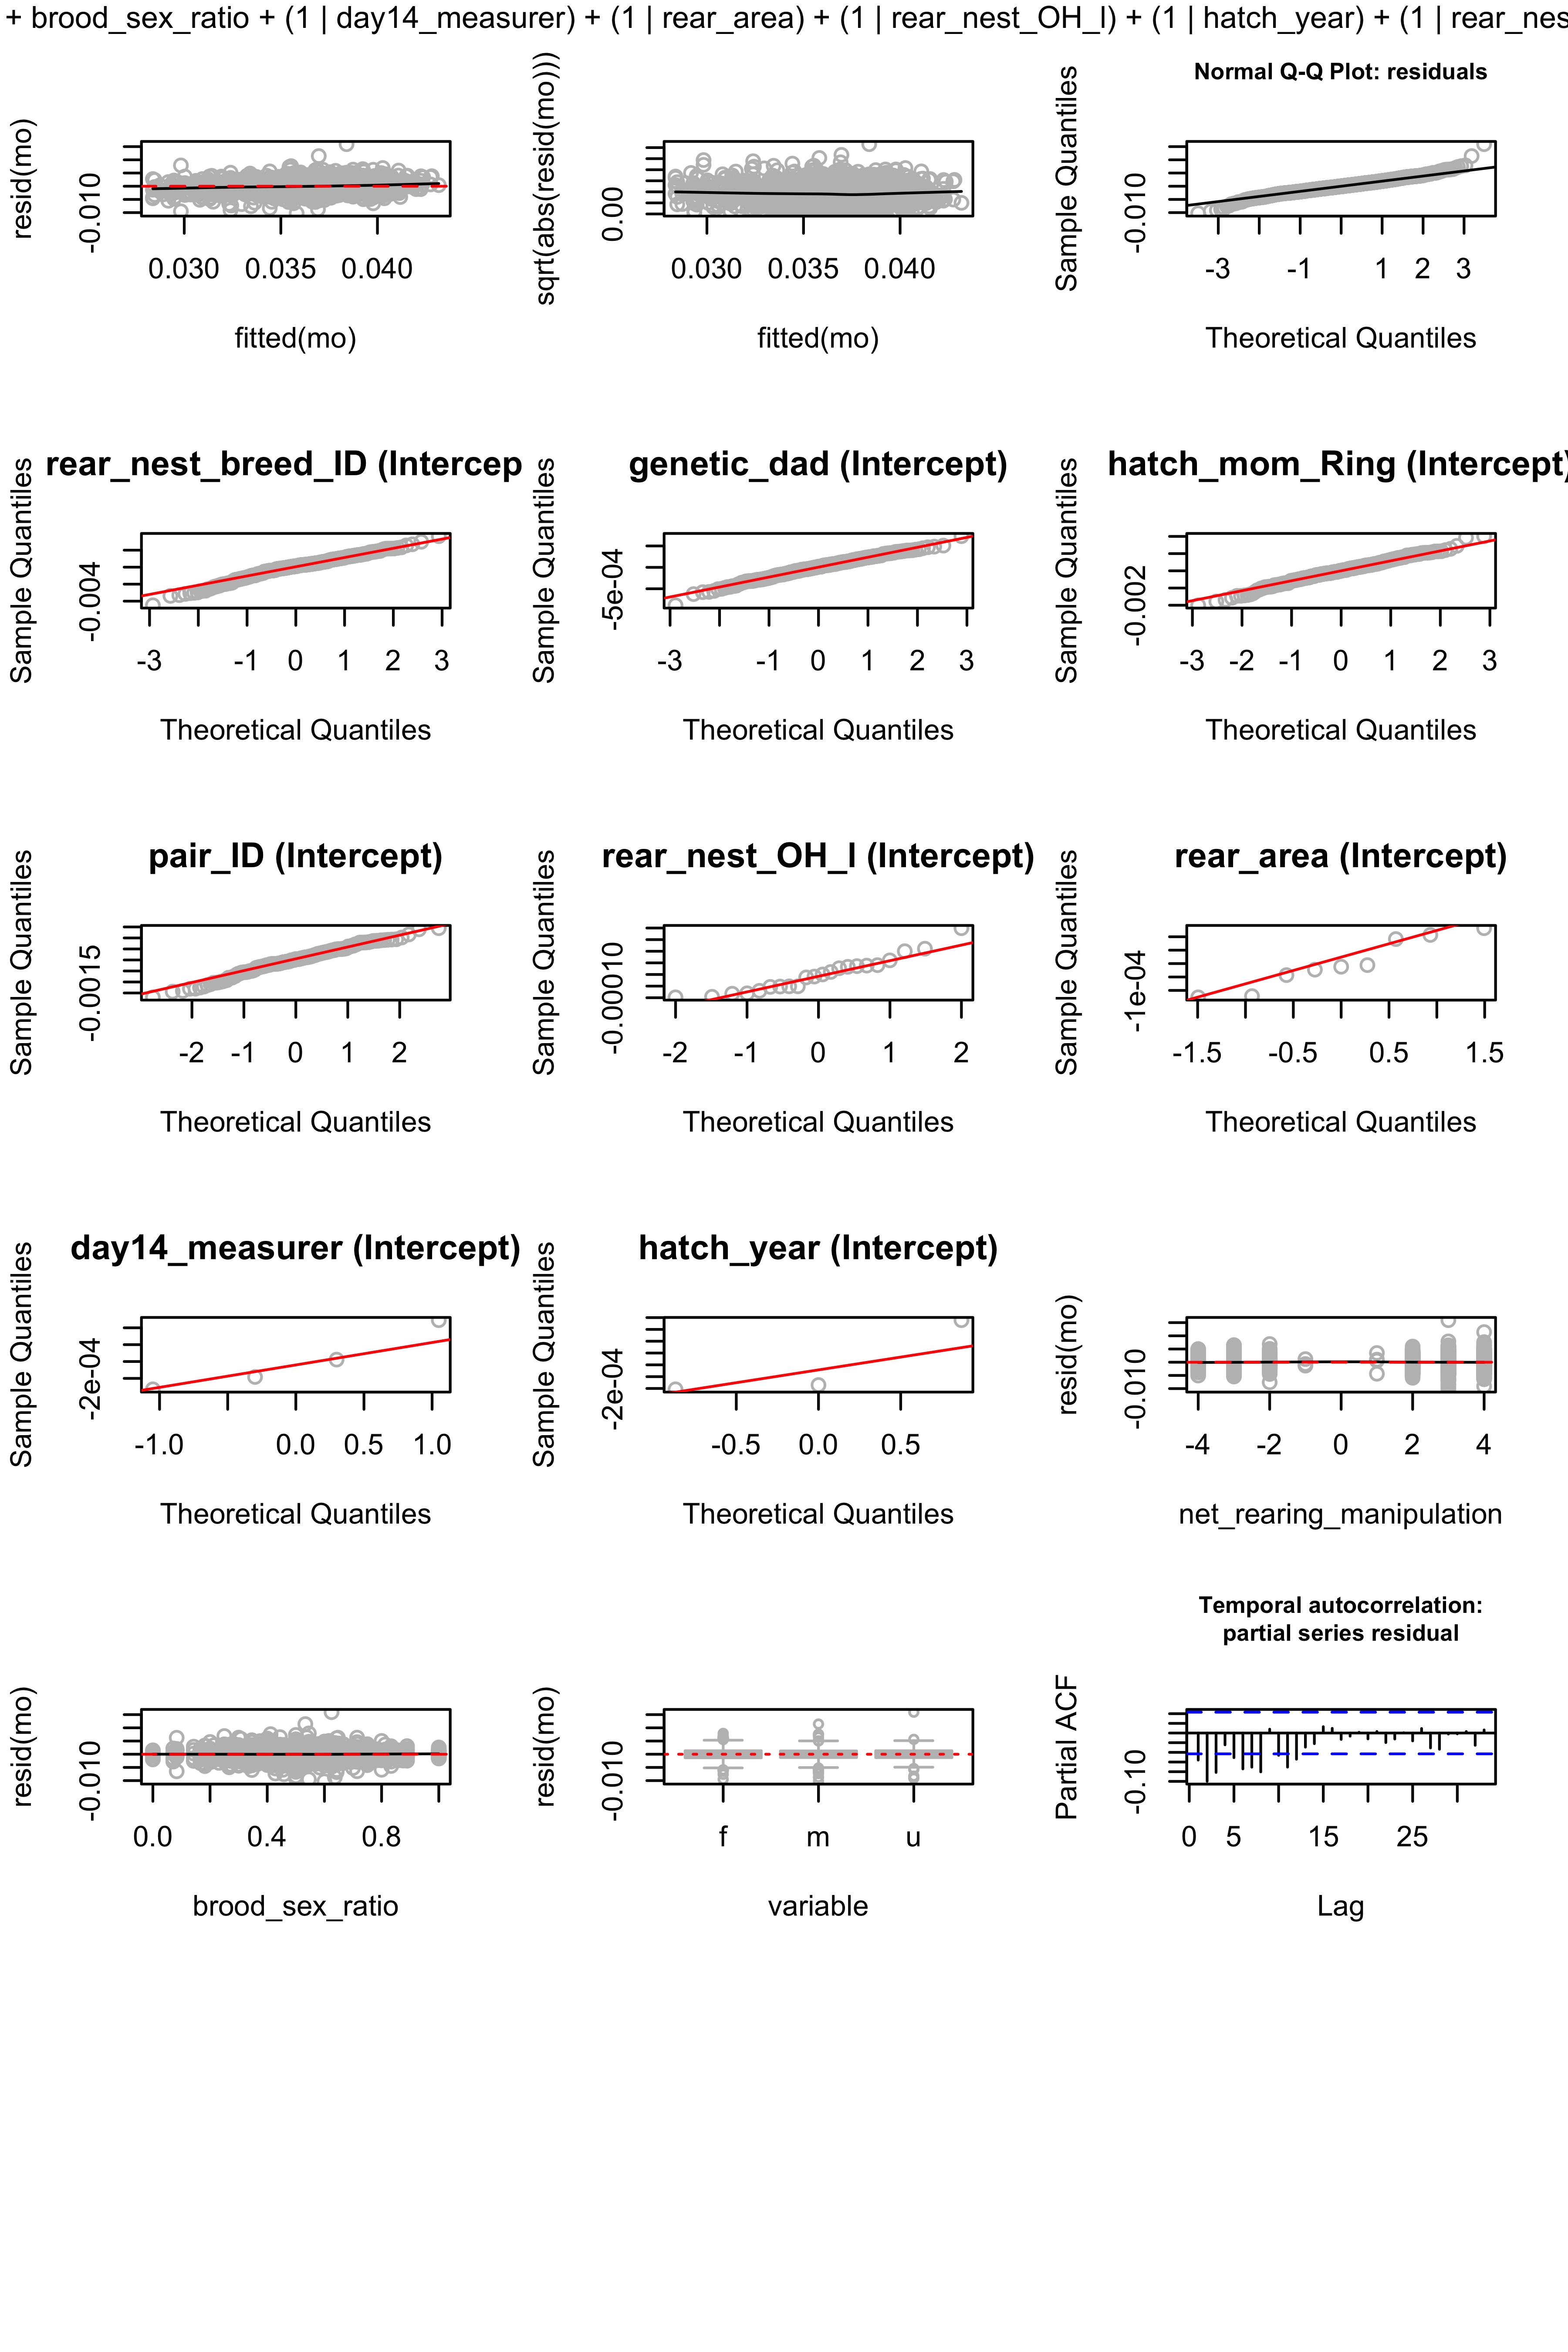 + brood_sex_ratio + (1 | day14_measurer) + (1 | rear_area) + (1 | rear_nest_OH_l) + (1 | hatch_year) + (1 | rear_nes
resid(mo)
-0.010
0.030 0.035 0.040
fitted(mo)
sqrt(abs(resid(mo)))
0.00
0.030 0.035 0.040
fitted(mo)
Normal Q-Q Plot: residuals
Sample Quantiles
-0.010
-3 -1 1 2 3
Theoretical Quantiles
rear_nest_breed_ID (Intercep
Sample Quantiles
-0.004
-3 -1 0 1 2 3
Theoretical Quantiles
genetic_dad (Intercept)
Sample Quantiles
-5e-04
-3 -1 0 1 2 3
Theoretical Quantiles
hatch_mom_Ring (Intercept)
Sample Quantiles
-0.002
-3 -2 -1 0 1 2 3
Theoretical Quantiles
pair_ID (Intercept)
Sample Quantiles
-0.0015
-2 -1 0 1 2
Theoretical Quantiles
rear_nest_OH_l (Intercept)
Sample Quantiles
-0.00010
-2 -1 0 1 2
Theoretical Quantiles
rear_area (Intercept)
Sample Quantiles
-1e-04
-1.5 -0.5 0.5 1.5
Theoretical Quantiles
day14_measurer (Intercept)
Sample Quantiles
-2e-04
-1.0 0.0 0.5 1.0
Theoretical Quantiles
hatch_year (Intercept)
Sample Quantiles
-2e-04
-0.5 0.0 0.5
Theoretical Quantiles
resid(mo)
-0.010
-4 -2 0 2 4
net_rearing_manipulation
resid(mo)
-0.010
0.0 0.4 0.8
brood_sex_ratio
resid(mo)
-0.010
f m u
variable
Temporal autocorrelation:
partial series residual
Partial ACF
-0.10
0 5 15 25
Lag